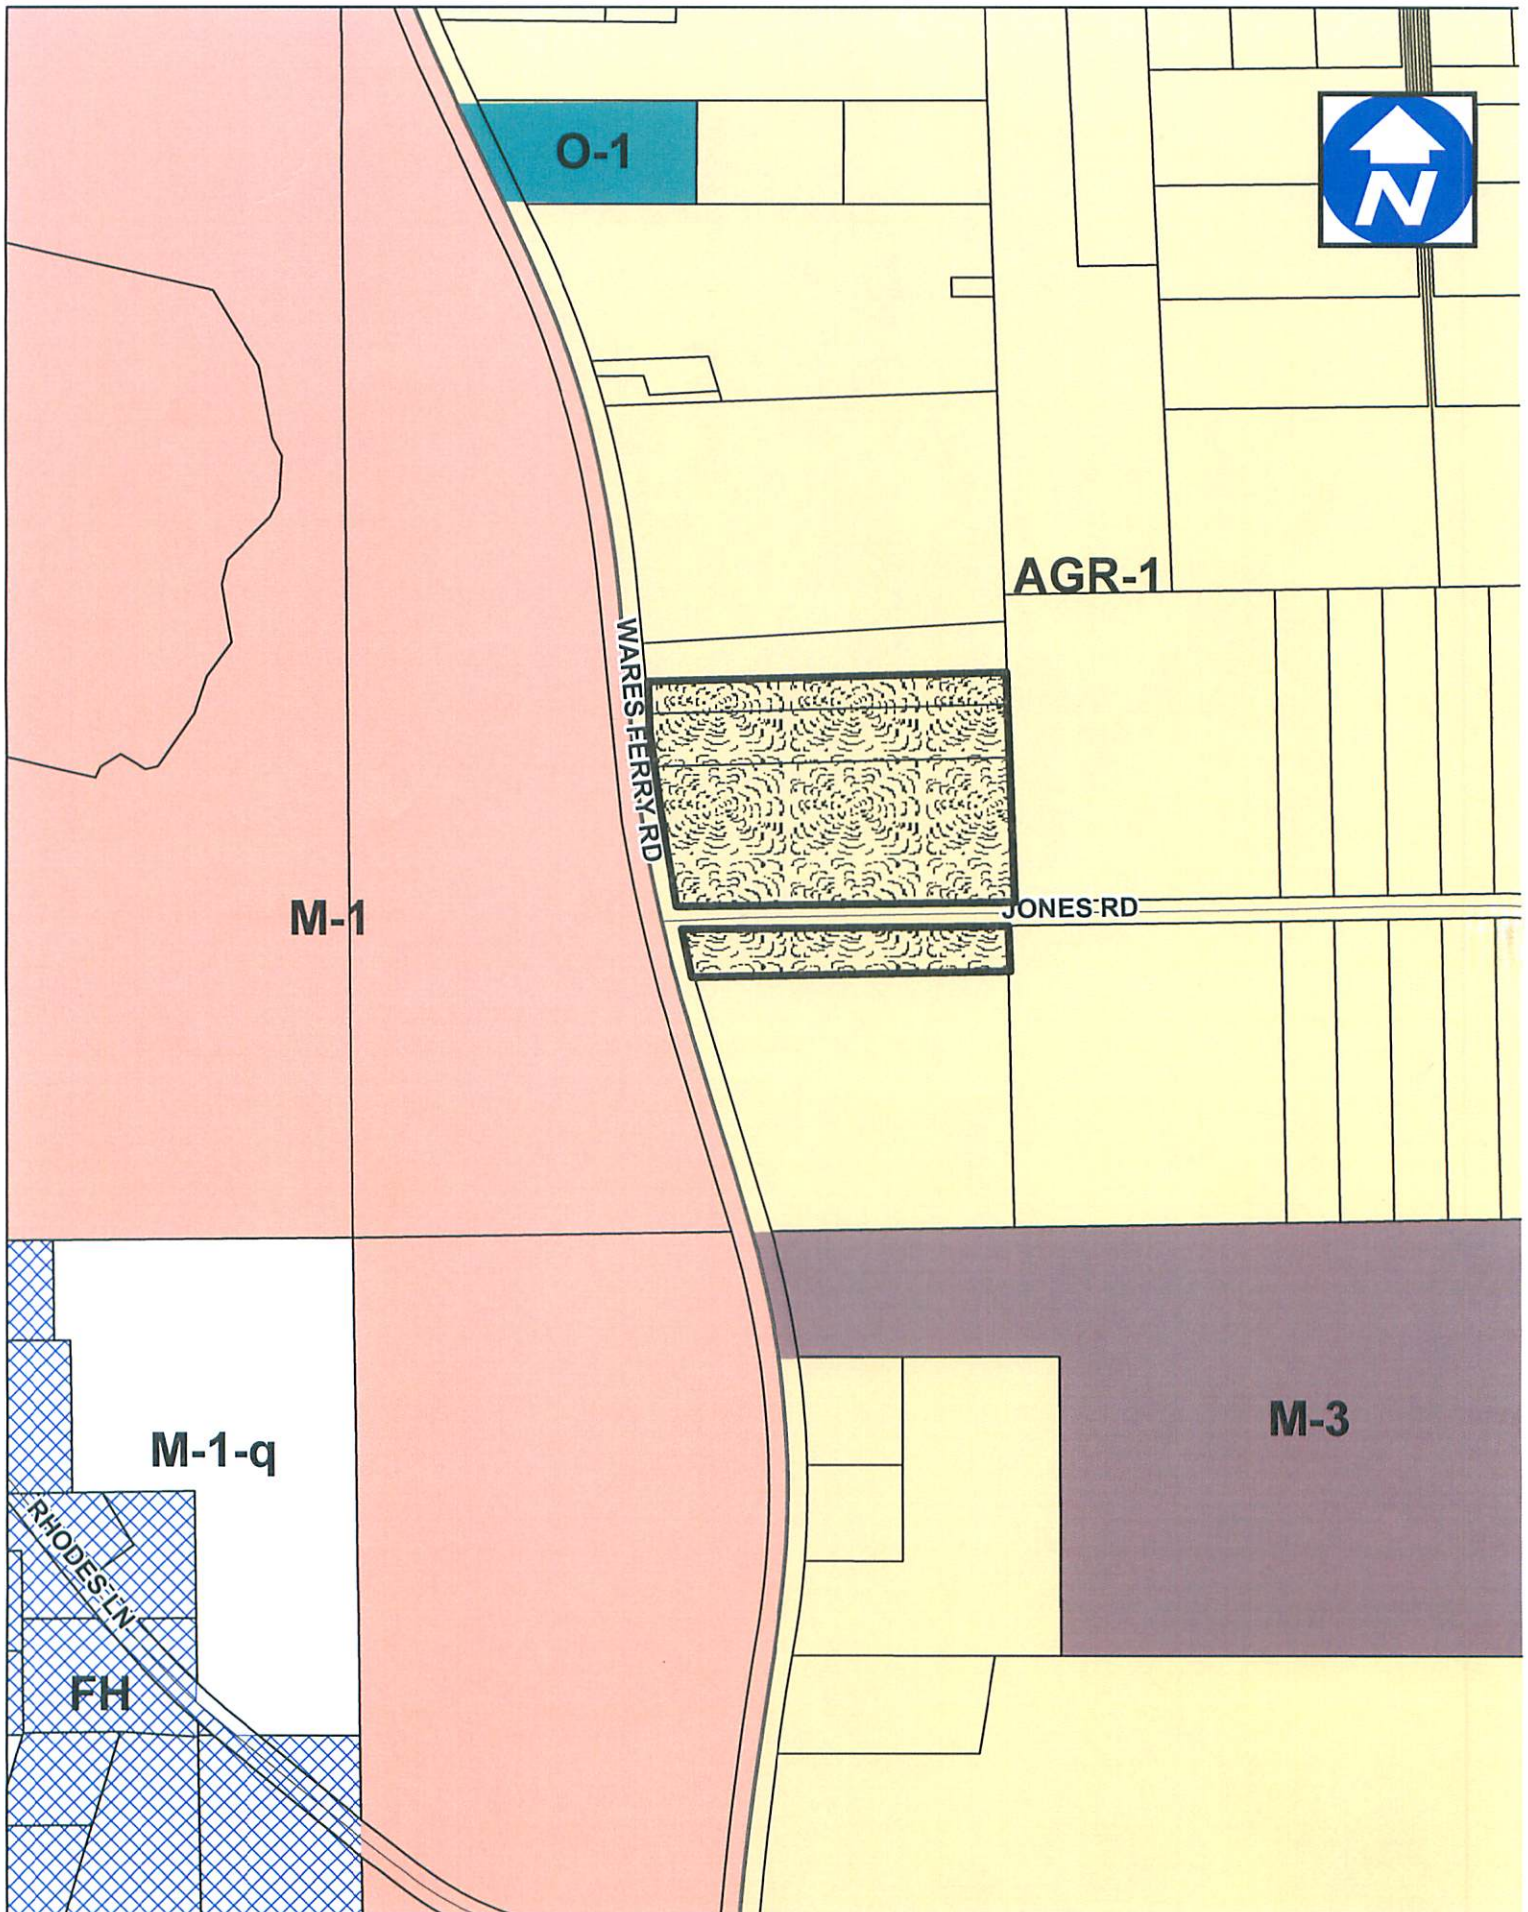 O-1
N
AGR-1
WARES FERRY RD
M-1
JONES RD
M-3
M-1-q
RHODES LN
FH